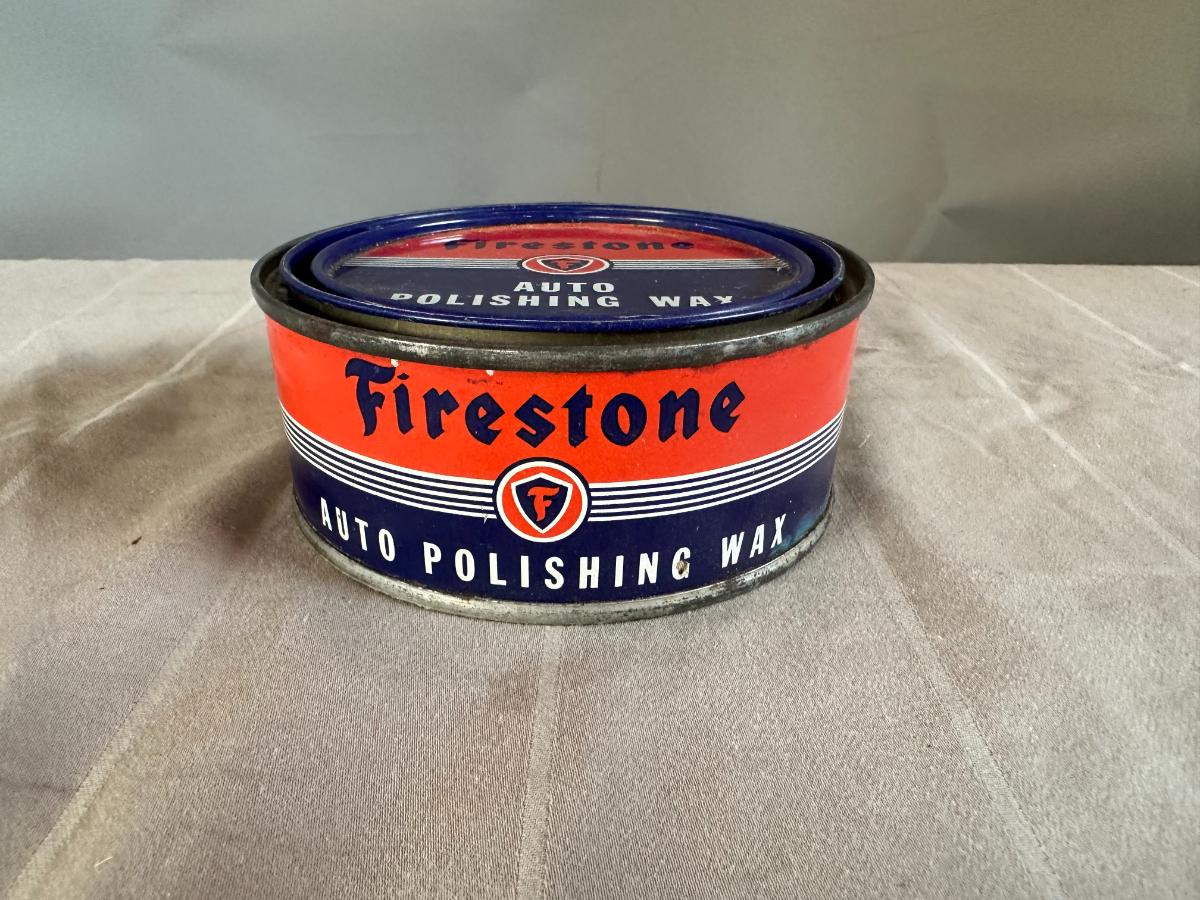 Firestone
F
AUTO
POLISHING WAX
Firestone
F
AUTO POLISHING WAX